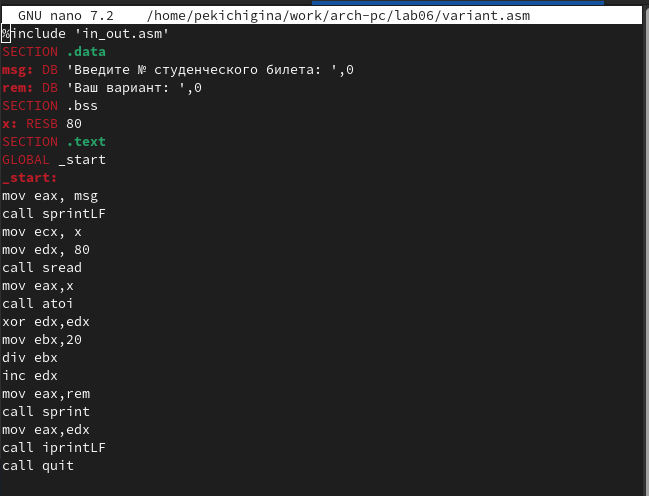 GNU nano 7.2 /home/pekichigina/work/arch-pc/lab06/variant.asm
%include 'in_out.asm'
SECTION .data
msg: DB 'Введите № студенческого билета: ',0
rem: DB 'Ваш вариант: ',0
SECTION .bss
x: RESB 80
SECTION .text
GLOBAL _start
_start:
mov eax, msg
call sprintLF
mov ecx, x
mov edx, 80
call sread
mov eax,x
call atoi
xor edx,edx
mov ebx,20
div ebx
inc edx
mov eax,rem
call sprint
mov eax,edx
call iprintLF
call quit